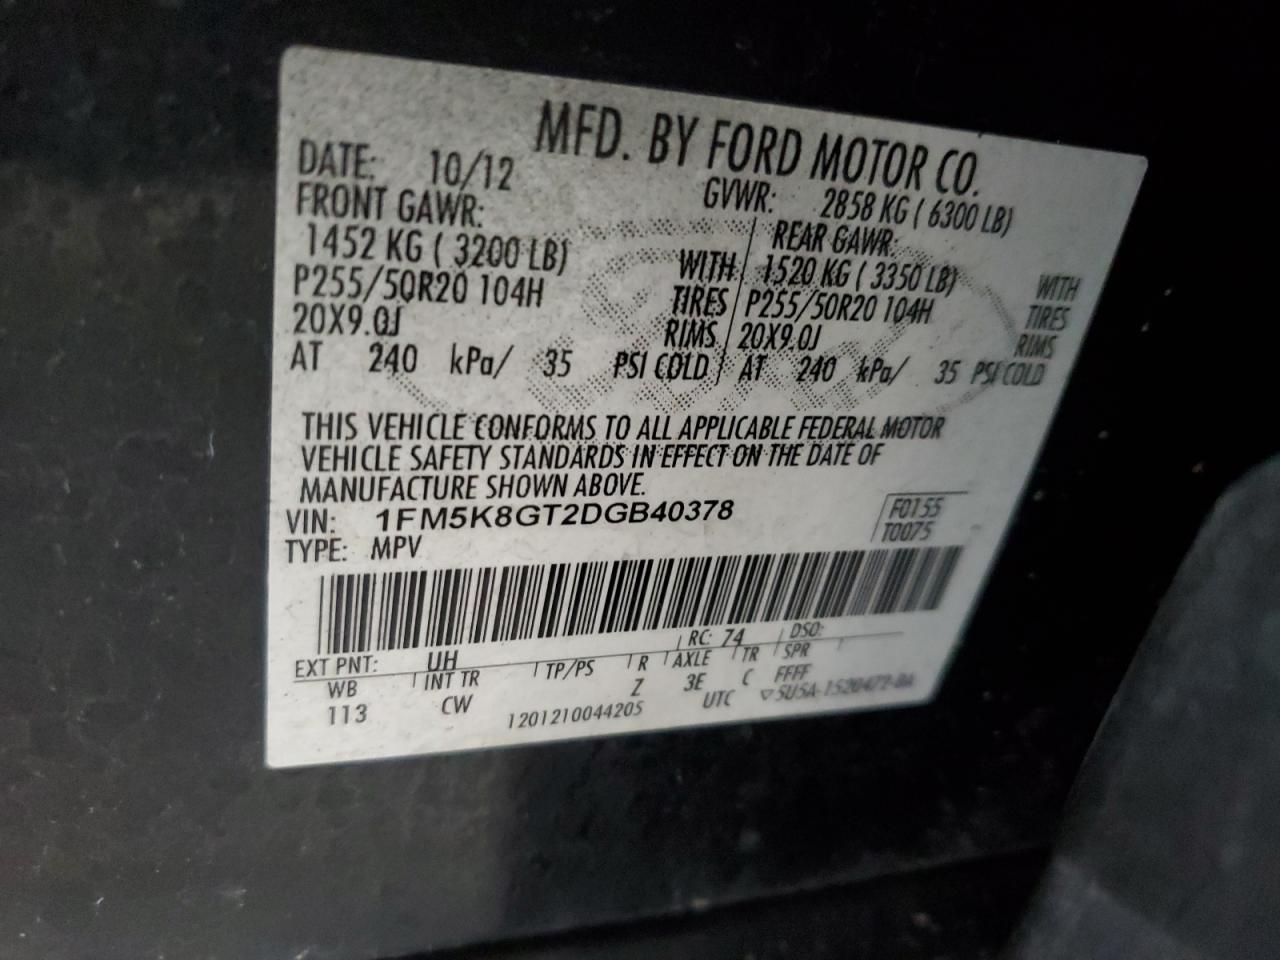 MFD. BY FORD MOTOR CO.
DATE: 10/12 GVWR: 2858 KG ( 6300 LB)
FRONT GAWR: REAR GAWR:
1452 KG ( 3200 LB) WITH 1520 KG ( 3350 LB) WITH
P255/50R20 104H TIRES P255/50R20 104H TIRES
20X9.0J RIMS 20X9.0J RIMS
AT 240 kPa/ 35 PSI COLD AT 240 kPa/ 35 PSI COLD
THIS VEHICLE CONFORMS TO ALL APPLICABLE FEDERAL MOTOR
VEHICLE SAFETY STANDARDS IN EFFECT ON THE DATE OF
MANUFACTURE SHOWN ABOVE.
VIN: 1FM5K8GT2DGB40378 F0155
TYPE: MPV T0075
EXT PNT: UH RC: 74 DSO:
WB INT TR TP/PS R AXLE TR SPR
113 CW Z 3E C FFFF
1201210044205 UTC ▽SU5A-1520472-BA